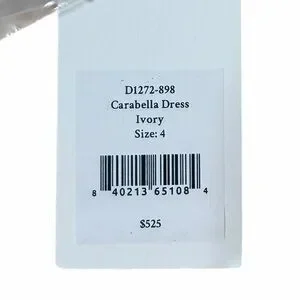 D1272-898
Carabella Dress
Ivory
Size: 4
8 40213 65108 4
$525